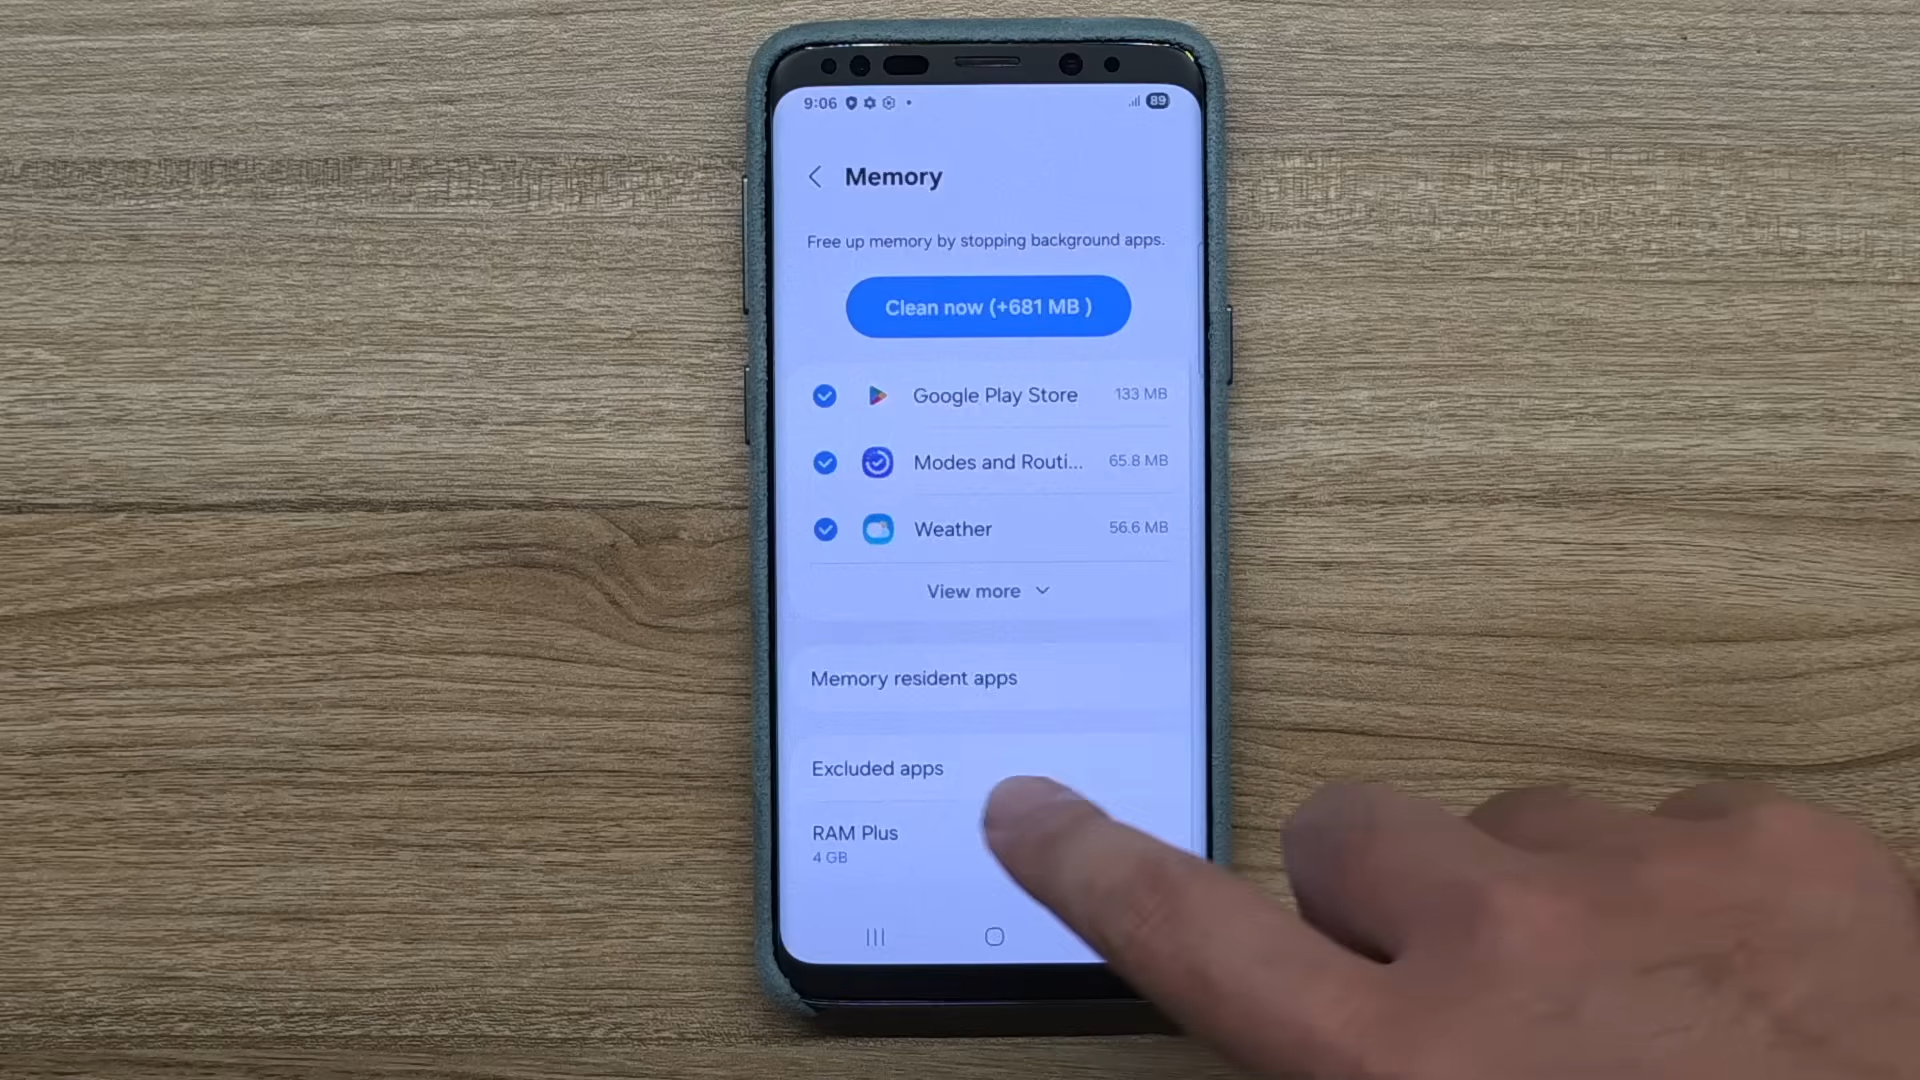 9:06
89
Memory
Free up memory by stopping background apps.
Clean now (+681 MB )
Google Play Store 133 MB
Modes and Routi... 65.8 MB
Weather 56.6 MB
View more
Memory resident apps
Excluded apps
RAM Plus
4 GB